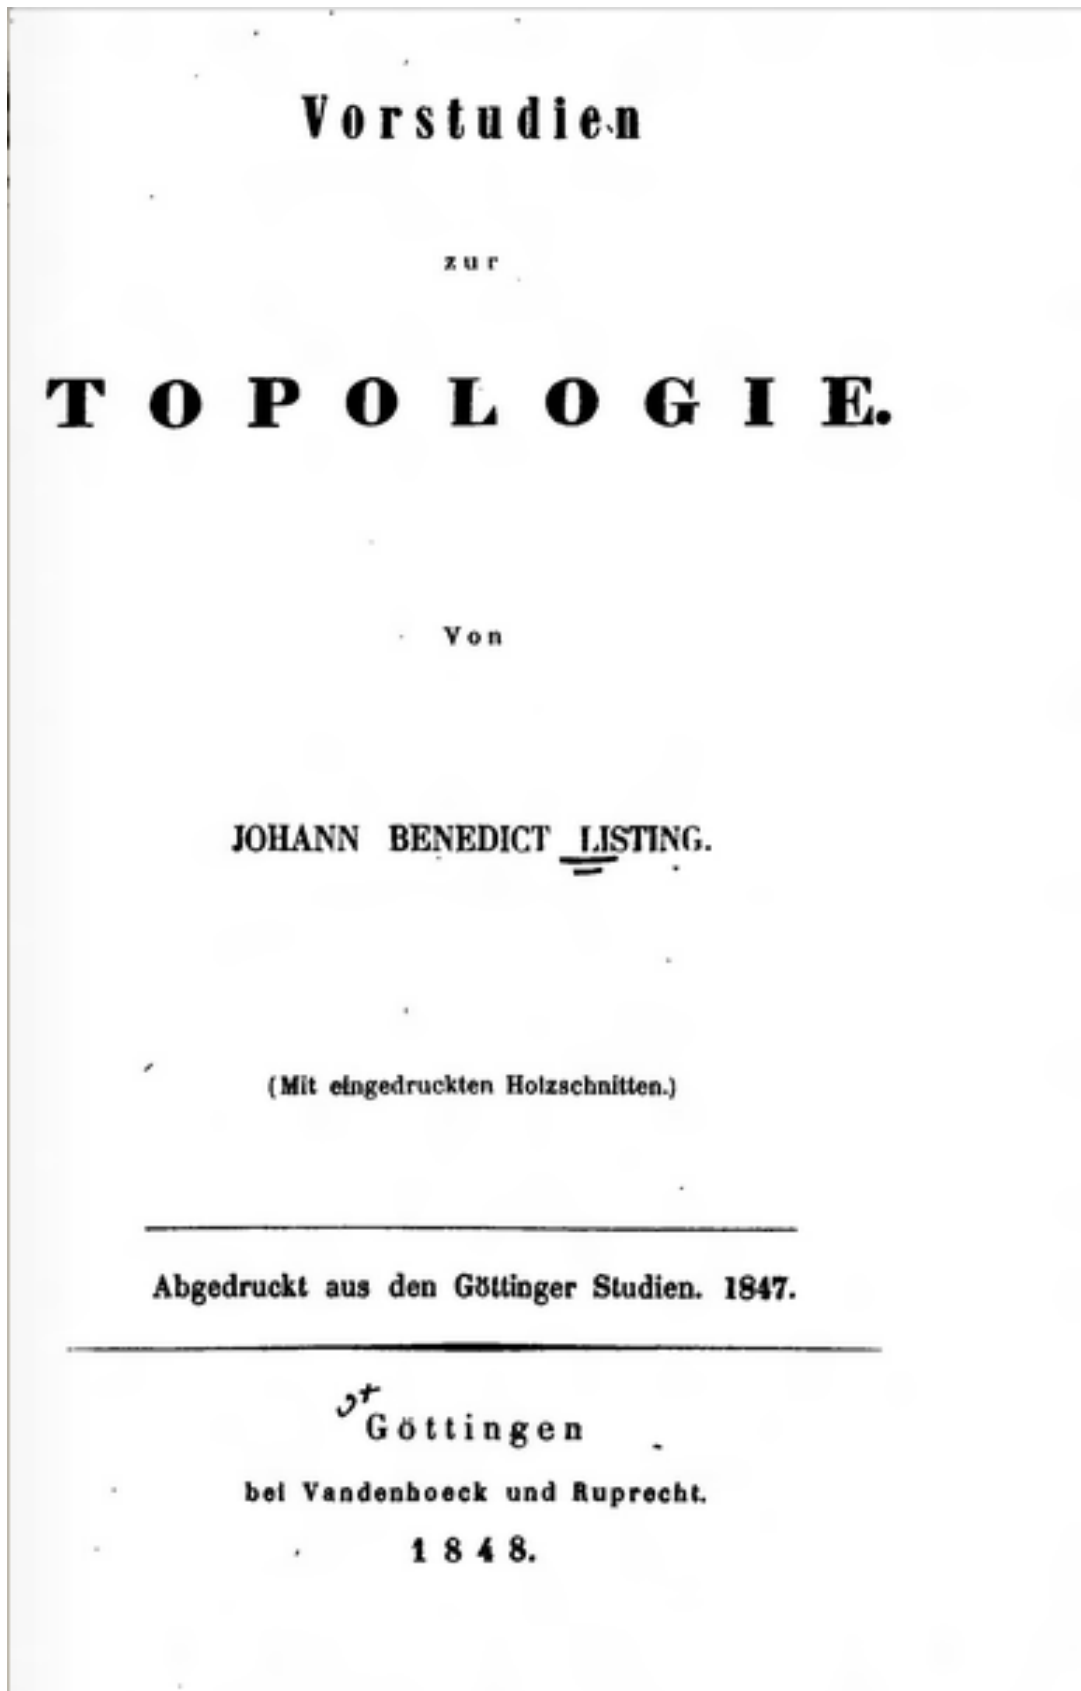 Vorstudien
zur
TOPOLOGIE.
Von
JOHANN BENEDICT LISTING.
(Mit eingedruckten Holzschnitten.)
Abgedruckt aus den Göttinger Studien. 1847.
Göttingen
bei Vandenhoeck und Ruprecht.
1848.